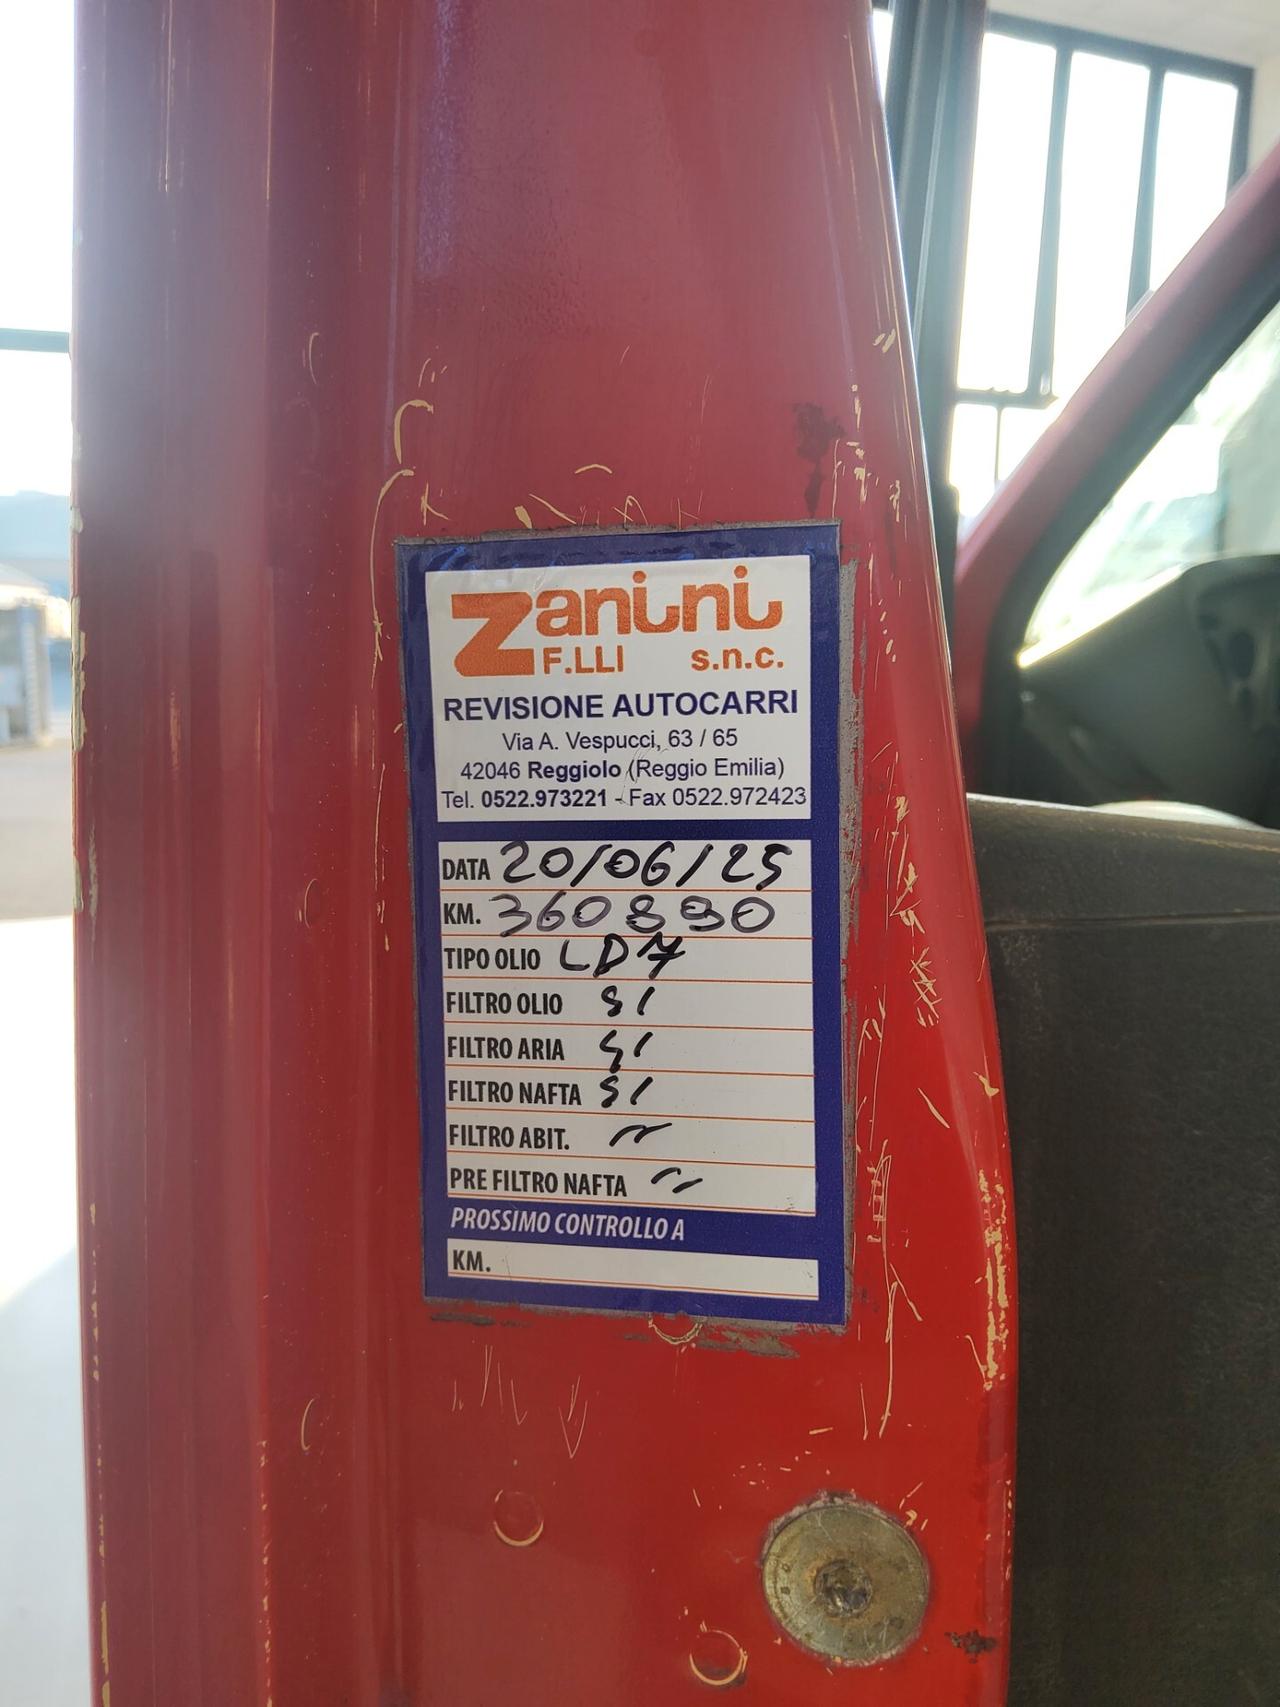 Zanini
F.LLI s.n.c.
REVISIONE AUTOCARRI
Via A. Vespucci, 63 / 65
42046 Reggiolo (Reggio Emilia)
Tel. 0522.973221 - Fax 0522.972423
DATA 20/06/25
KM. 360890
TIPO OLIO LD7
FILTRO OLIO SI
FILTRO ARIA SI
FILTRO NAFTA SI
FILTRO ABIT.
PRE FILTRO NAFTA
PROSSIMO CONTROLLO A
KM.